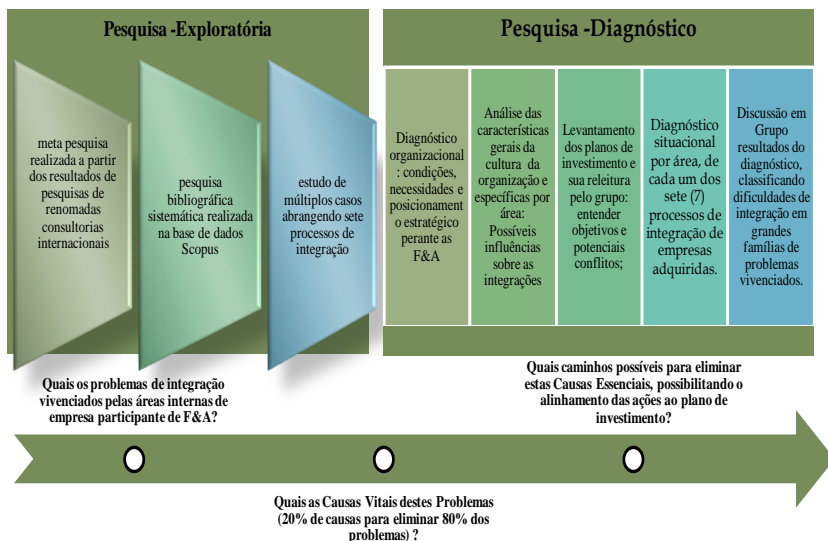 Pesquisa -Exploratória
meta pesquisa
realizada a partir
dos resultados de
pesquisas de
renomadas
consultorias
internacionais
pesquisa
bibliográfica
sistemática realizada
na base de dados
Scopus
estudo de
múltiplos casos
abrangendo sete
processos de
integração
Pesquisa -Diagnóstico
Diagnóstico
organizacional
: condições,
necessidades e
posicionament
o estratégico
perante as
F&A
Análise das
características
gerais da
cultura da
organização e
específicas por
área:
Possíveis
influências
sobre as
integrações
Levantamento
dos planos de
investimento e
sua releitura
pelo grupo:
entender
objetivos e
potenciais
conflitos;
Diagnóstico
situacional
por área, de
cada um dos
sete (7)
processos de
integração de
empresas
adquiridas.
Discussão em
Grupo
resultados do
diagnóstico,
classificando
dificuldades de
integração em
grandes
famílias de
problemas
vivenciados.
Quais os problemas de integração
vivenciados pelas áreas internas de
empresa participante de F&A?
Quais caminhos possíveis para eliminar
estas Causas Essenciais, possibilitando o
alinhamento das ações ao plano de
investimento?
Quais as Causas Vitais destes Problemas
(20% de causas para eliminar 80% dos
problemas) ?